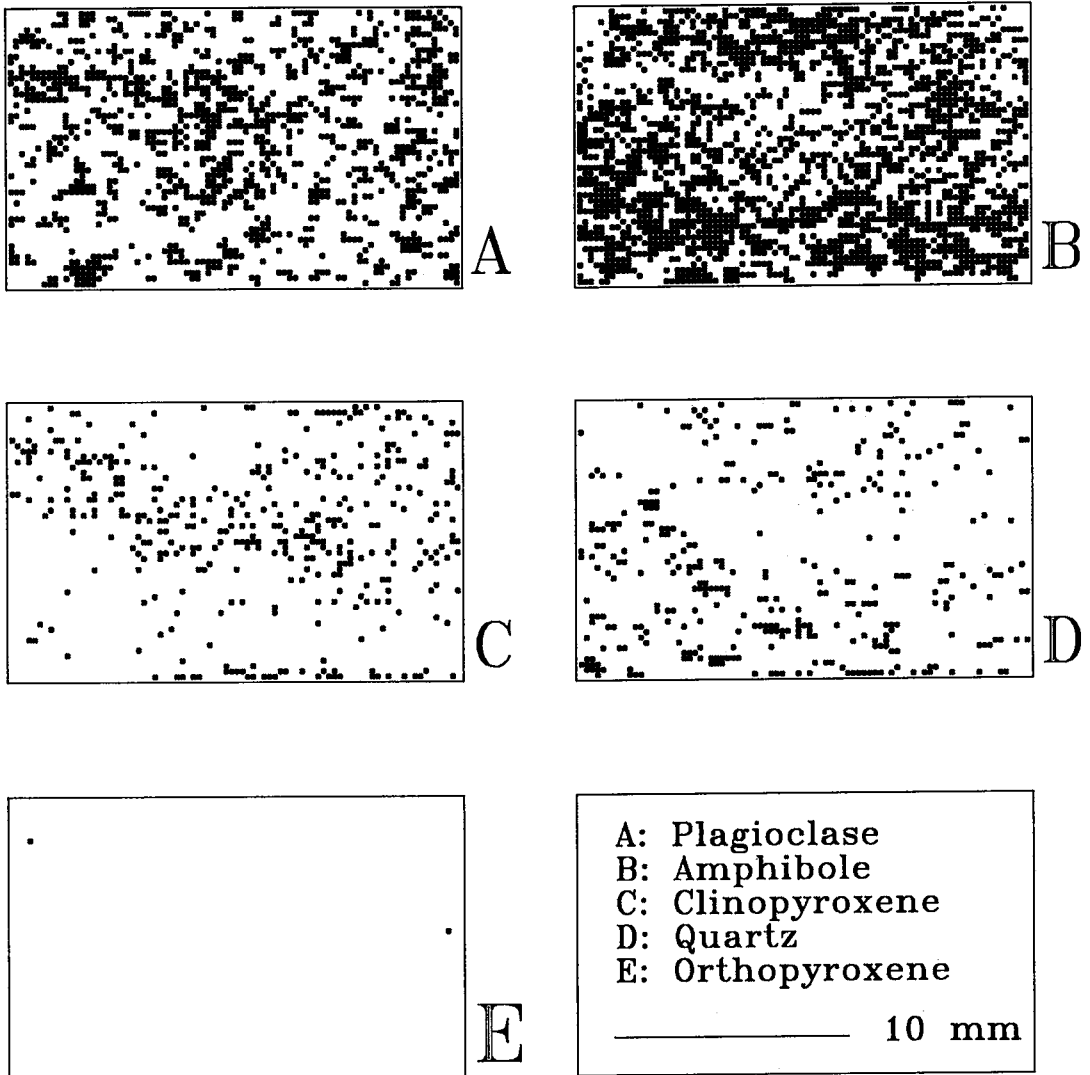 A
B
C
D
E
A: Plagioclase
B: Amphibole
C: Clinopyroxene
D: Quartz
E: Orthopyroxene
10 mm